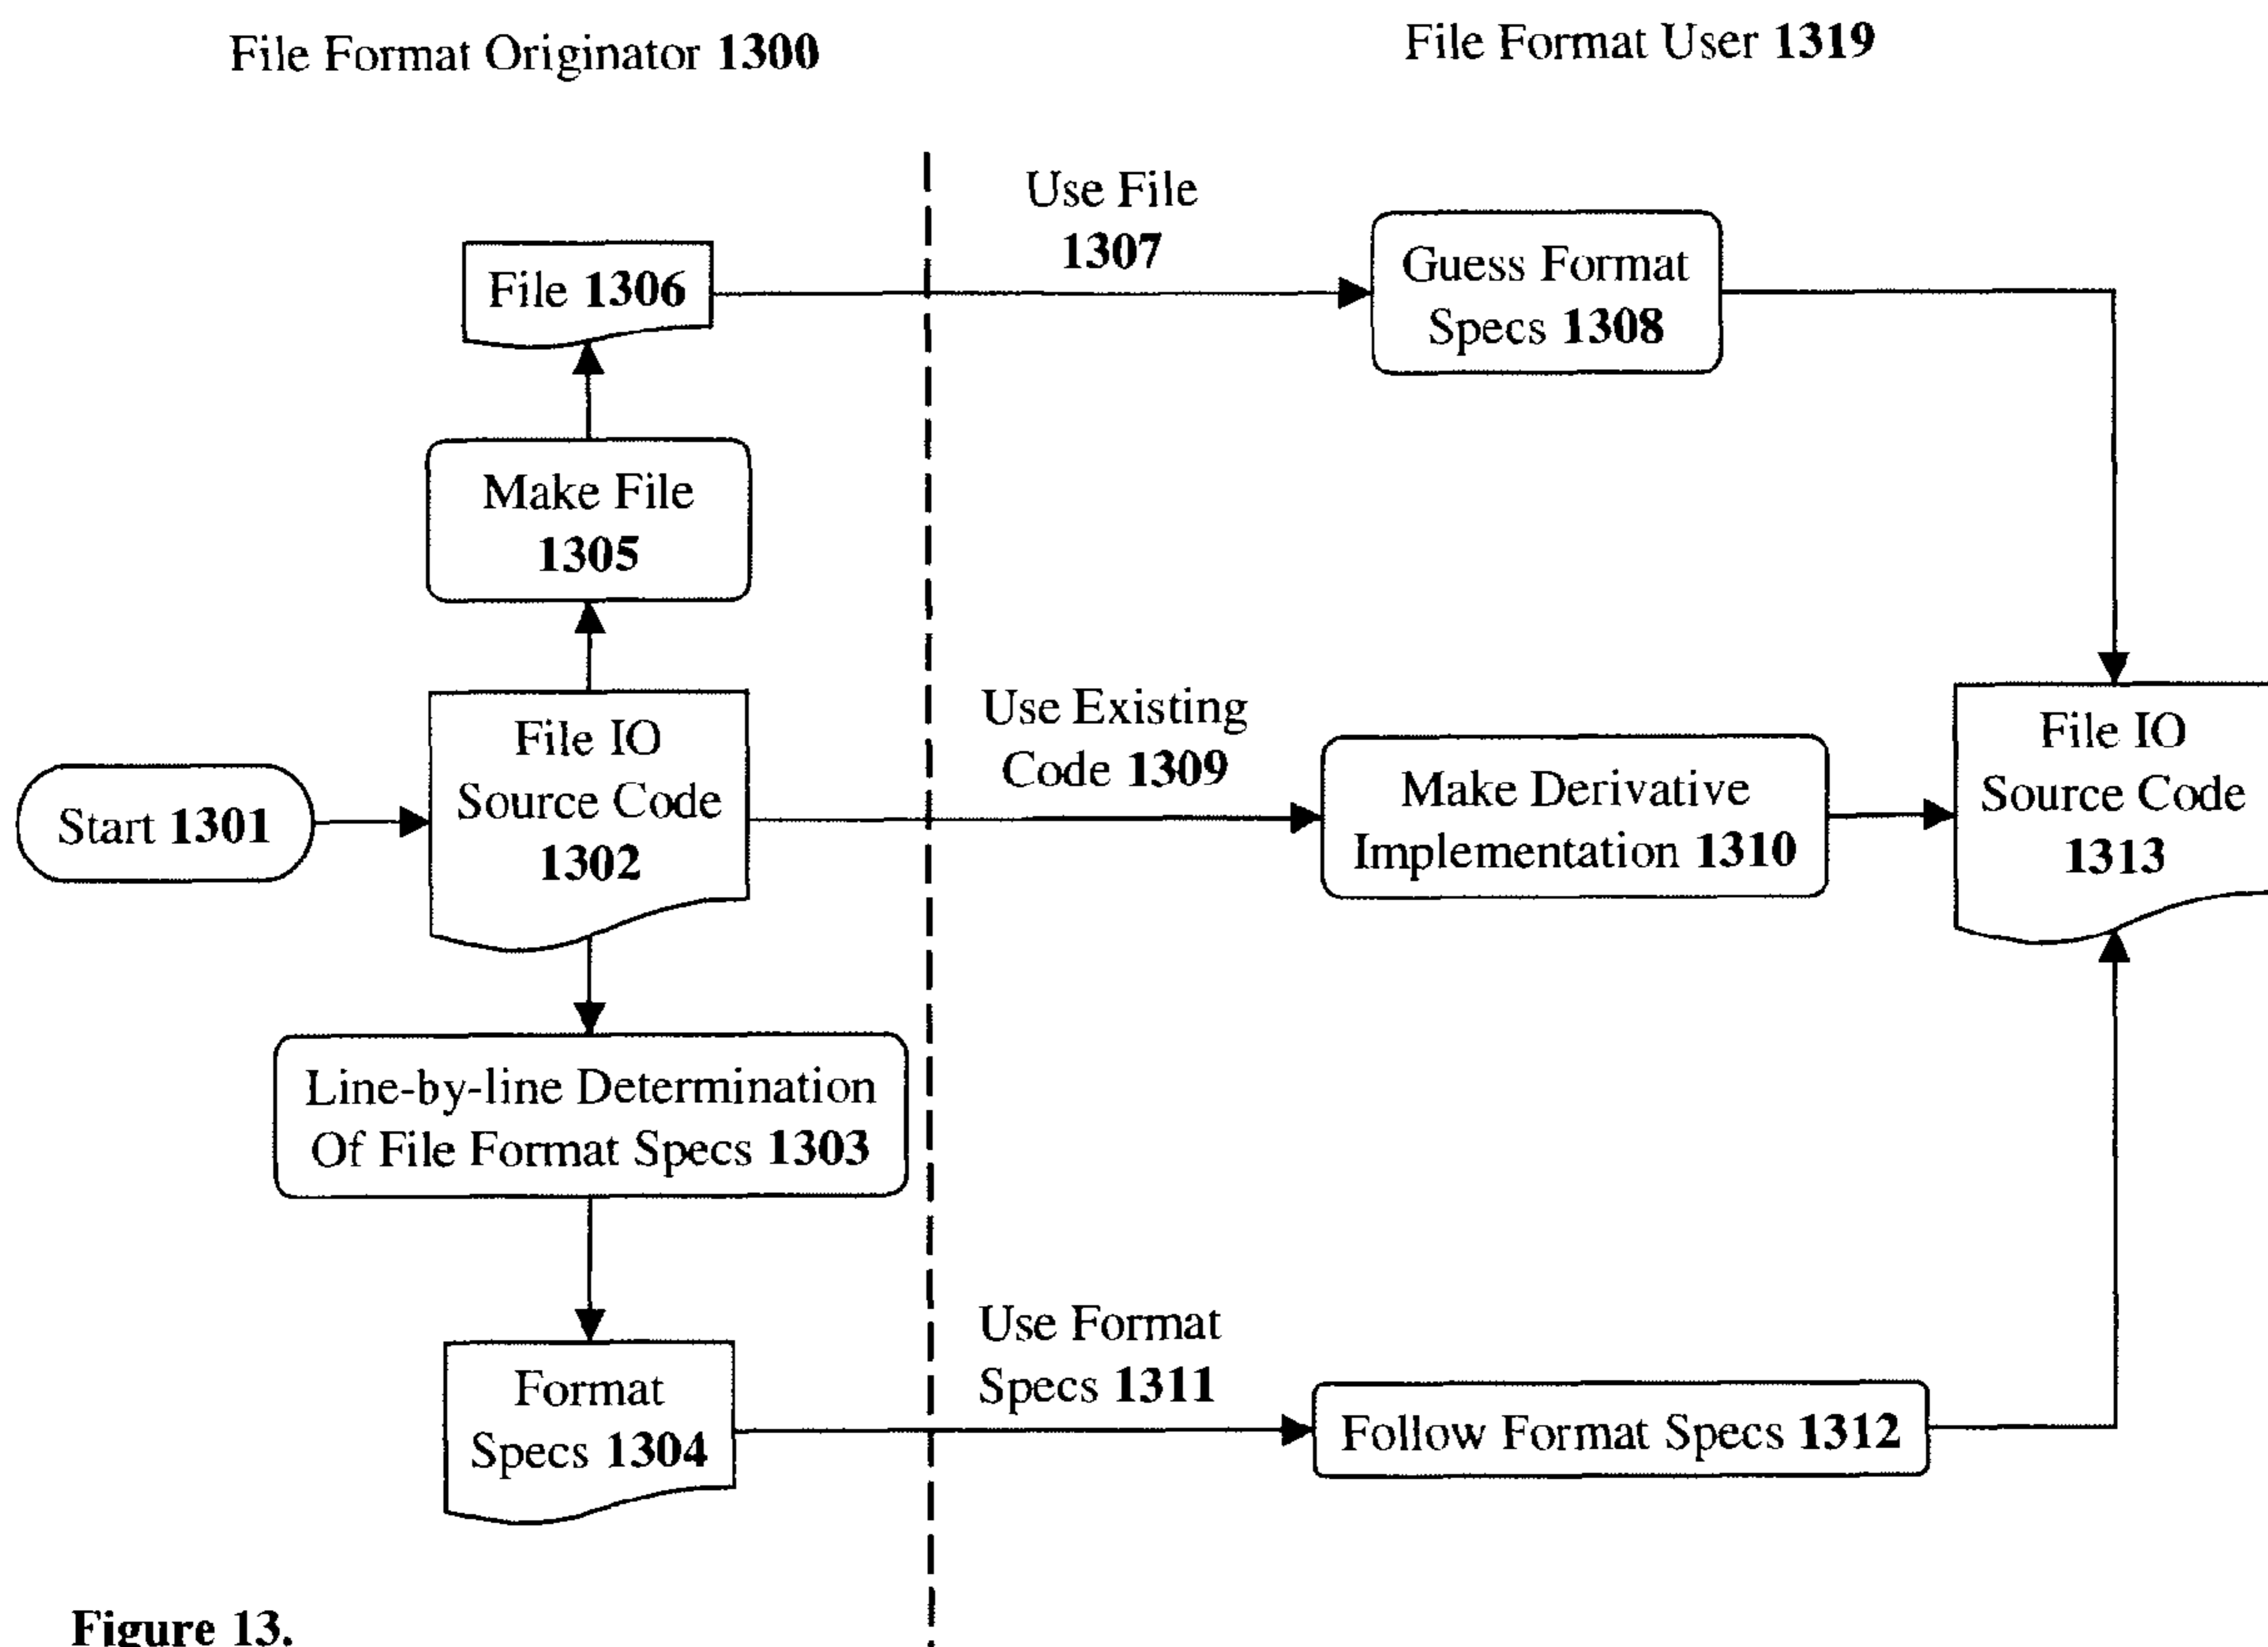 File Format Originator 1300
File Format User 1319
Use File
1307
File 1306
Guess Format
Specs 1308
Make File
1305
Use Existing
Code 1309
File IO
Source Code
1302
File IO
Source Code
1313
Start 1301
Make Derivative
Implementation 1310
Line-by-line Determination
Of File Format Specs 1303
Use Format
Specs 1311
Format
Specs 1304
Follow Format Specs 1312
Figure 13.